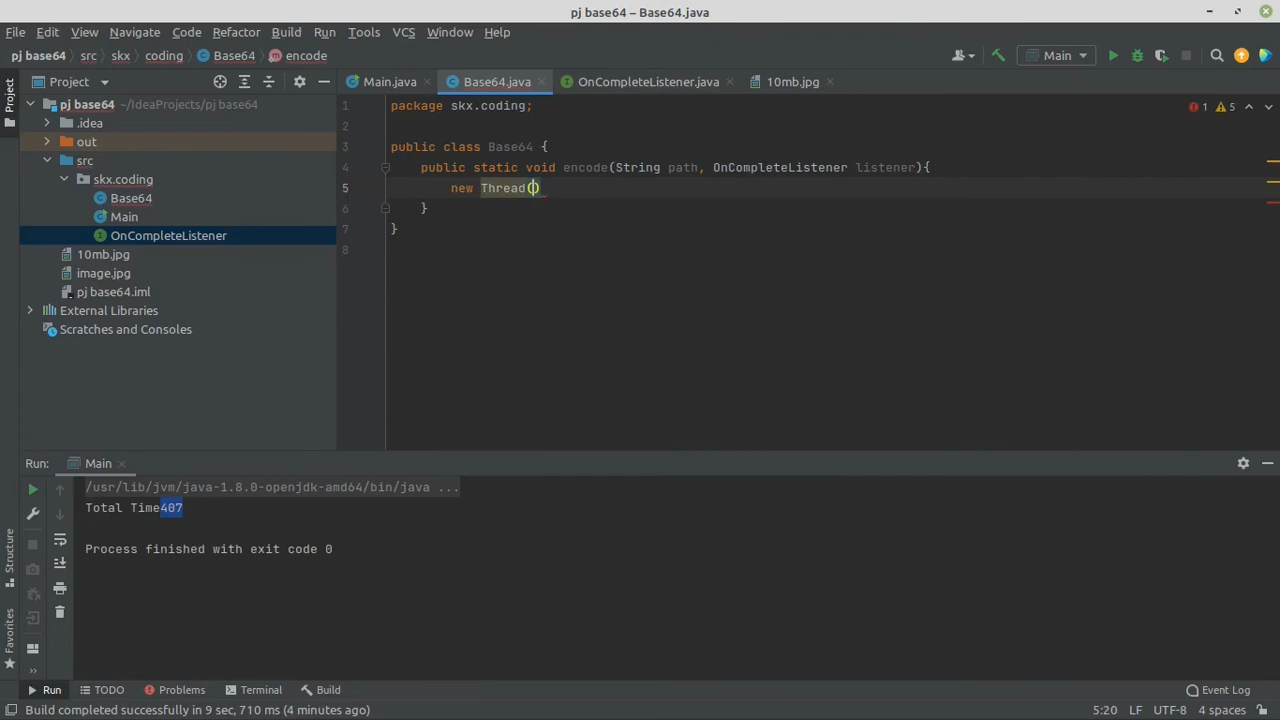 pj base64 – Base64.java
File Edit View Navigate Code Refactor Build Run Tools VCS Window Help
pj base64 src skx coding Base64 encode Main
Project Main.java Base64.java OnCompleteListener.java 10mb.jpg
Project
pj base64 ~/IdeaProjects/pj base64
.idea
out
src
skx.coding
Base64
Main
OnCompleteListener
10mb.jpg
image.jpg
pj base64.iml
External Libraries
Scratches and Consoles
1 package skx.coding;
2
3 public class Base64 {
4 public static void encode(String path, OnCompleteListener listener){
5 new Thread()
6 }
7 }
8
1 5
Run: Main
/usr/lib/jvm/java-1.8.0-openjdk-amd64/bin/java ...
Total Time407
Process finished with exit code 0
Structure
Favorites
Run TODO Problems Terminal Build Event Log
Build completed successfully in 9 sec, 710 ms (4 minutes ago) 5:20 LF UTF-8 4 spaces